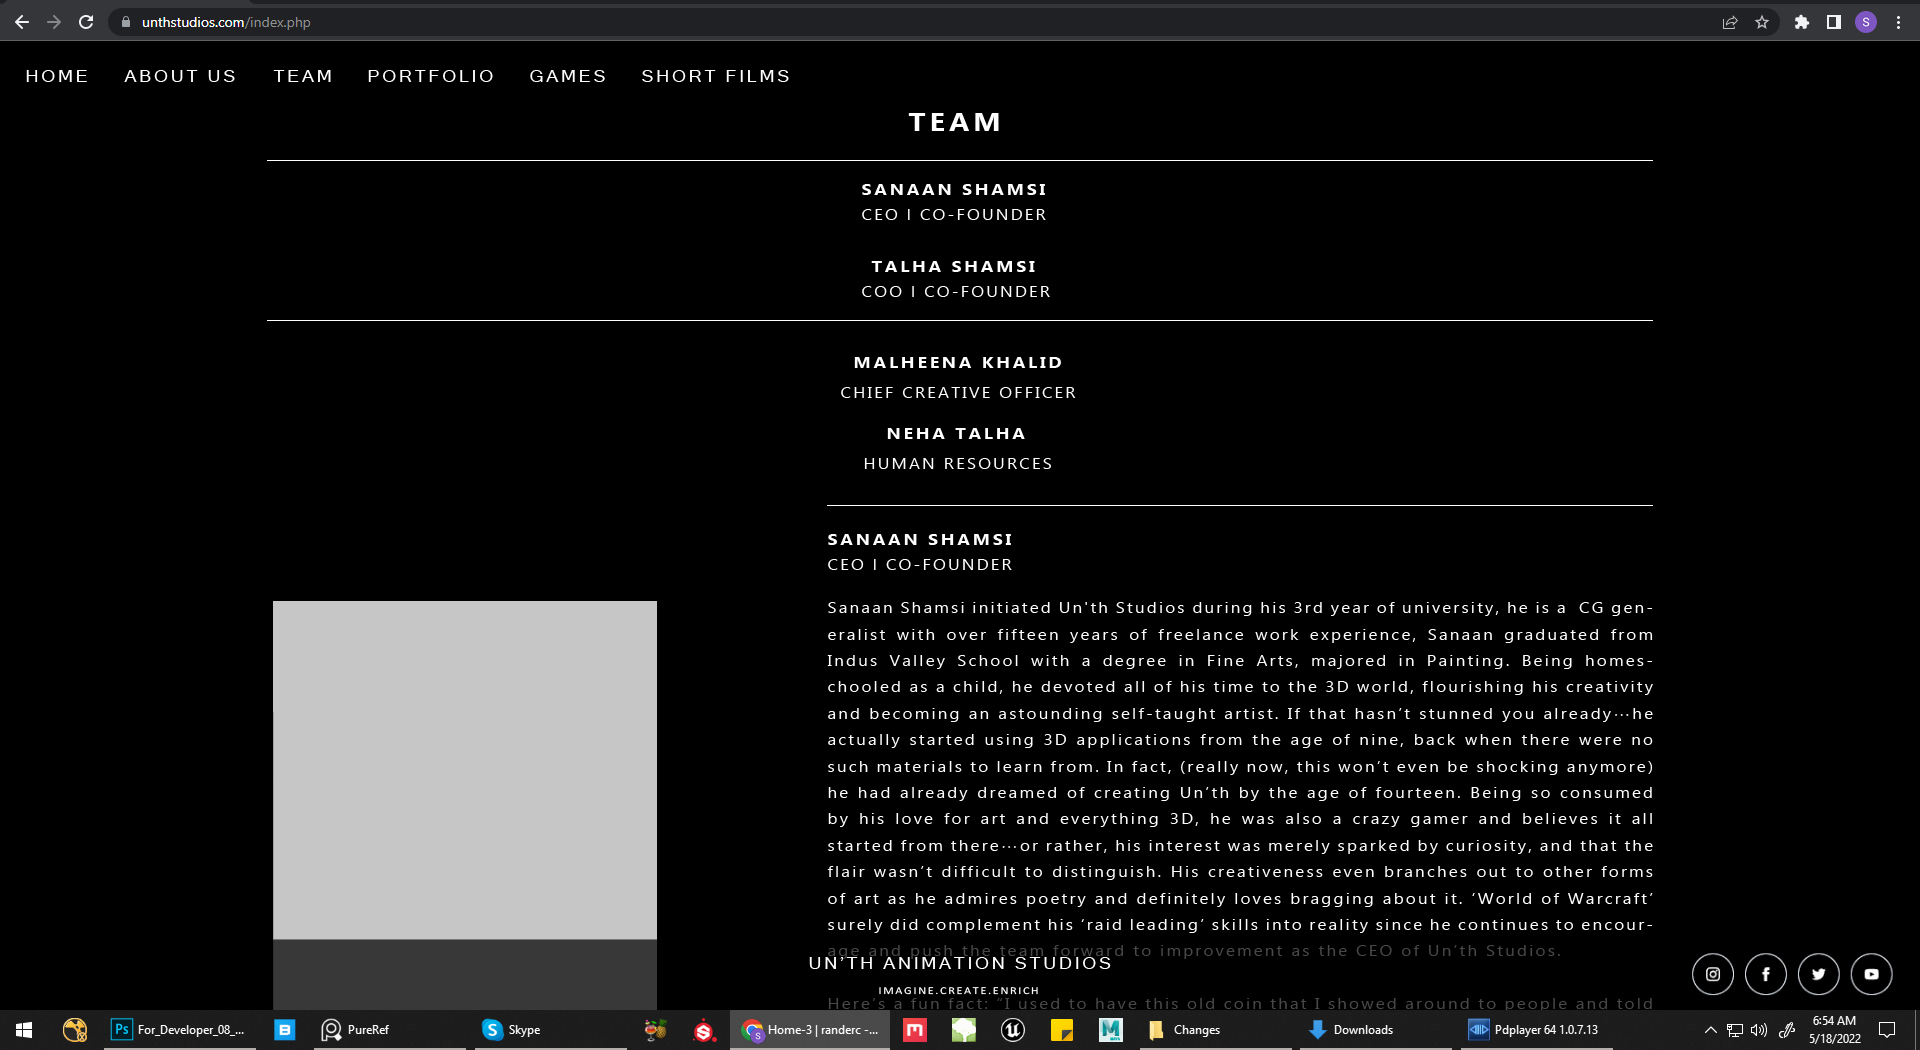 unthstudios.com/index.php
S
HOME ABOUT US TEAM PORTFOLIO GAMES SHORT FILMS
TEAM
SANAAN SHAMSI
CEO I CO-FOUNDER
TALHA SHAMSI
COO I CO-FOUNDER
MALHEENA KHALID
CHIEF CREATIVE OFFICER
NEHA TALHA
HUMAN RESOURCES
SANAAN SHAMSI
CEO I CO-FOUNDER
Sanaan Shamsi initiated Un'th Studios during his 3rd year of university, he is a CG gen-
eralist with over fifteen years of freelance work experience, Sanaan graduated from
Indus Valley School with a degree in Fine Arts, majored in Painting. Being homes-
chooled as a child, he devoted all of his time to the 3D world, flourishing his creativity
and becoming an astounding self-taught artist. If that hasn’t stunned you already···he
actually started using 3D applications from the age of nine, back when there were no
such materials to learn from. In fact, (really now, this won’t even be shocking anymore)
he had already dreamed of creating Un’th by the age of fourteen. Being so consumed
by his love for art and everything 3D, he was also a crazy gamer and believes it all
started from there···or rather, his interest was merely sparked by curiosity, and that the
flair wasn’t difficult to distinguish. His creativeness even branches out to other forms
of art as he admires poetry and definitely loves bragging about it. ‘World of Warcraft’
surely did complement his ‘raid leading’ skills into reality since he continues to encour-
age and push the team forward to improvement as the CEO of Un’th Studios.
UN’TH ANIMATION STUDIOS
IMAGINE.CREATE.ENRICH
Here’s a fun fact: “I used to have this old coin that I showed around to people and told
Ps For_Developer_08_... B PureRef Skype Home-3 | randerc -... Changes Downloads Pdplayer 64 1.0.7.13
6:54 AM
5/18/2022